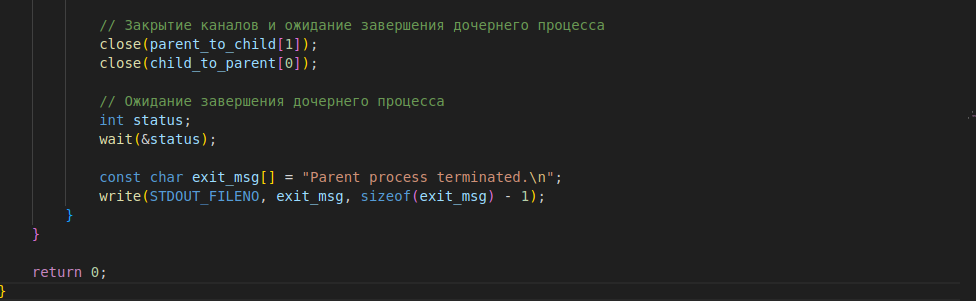 // Закрытие каналов и ожидание завершения дочернего процесса
close(parent_to_child[1]);
close(child_to_parent[0]);
// Ожидание завершения дочернего процесса
int status;
wait(&status);
const char exit_msg[] = "Parent process terminated.\n";
write(STDOUT_FILENO, exit_msg, sizeof(exit_msg) - 1);
}
}
return 0;
}